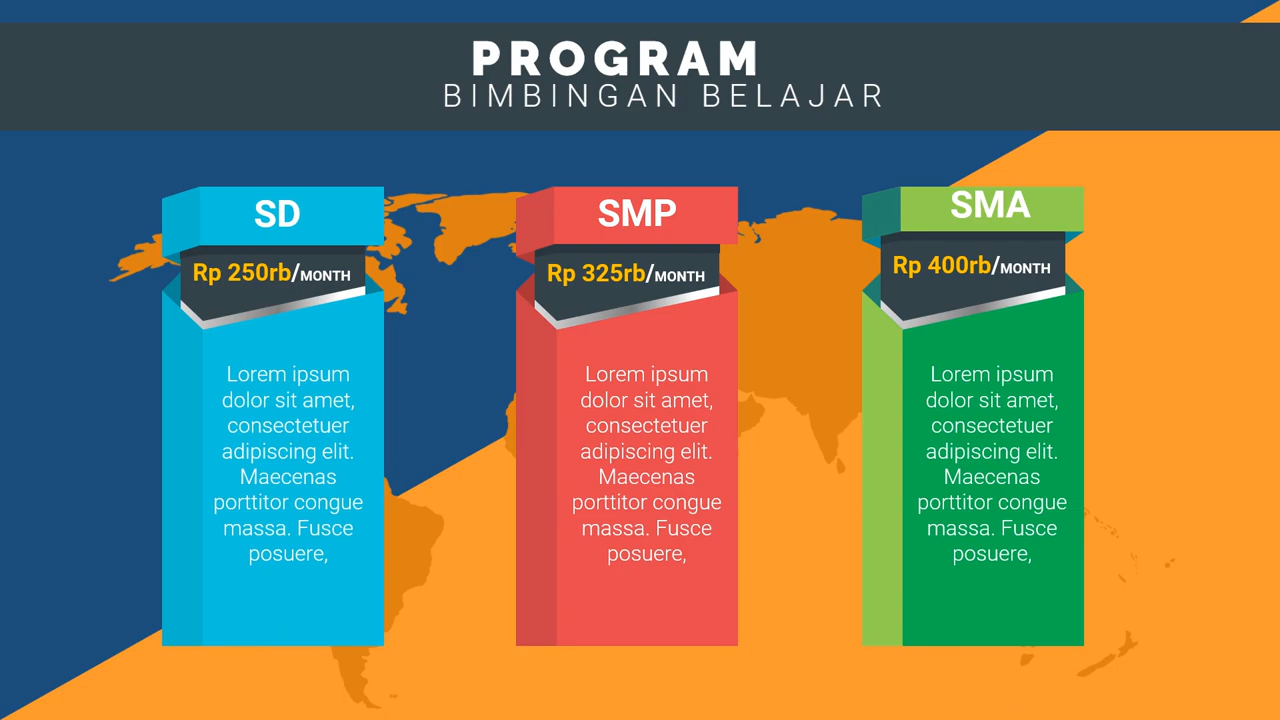 PROGRAM
BIMBINGAN BELAJAR
SD
Rp 250rb/MONTH
Lorem ipsum
dolor sit amet,
consectetuer
adipiscing elit.
Maecenas
porttitor congue
massa. Fusce
posuere,
SMP
Rp 325rb/MONTH
Lorem ipsum
dolor sit amet,
consectetuer
adipiscing elit.
Maecenas
porttitor congue
massa. Fusce
posuere,
SMA
Rp 400rb/MONTH
Lorem ipsum
dolor sit amet,
consectetuer
adipiscing elit.
Maecenas
porttitor congue
massa. Fusce
posuere,